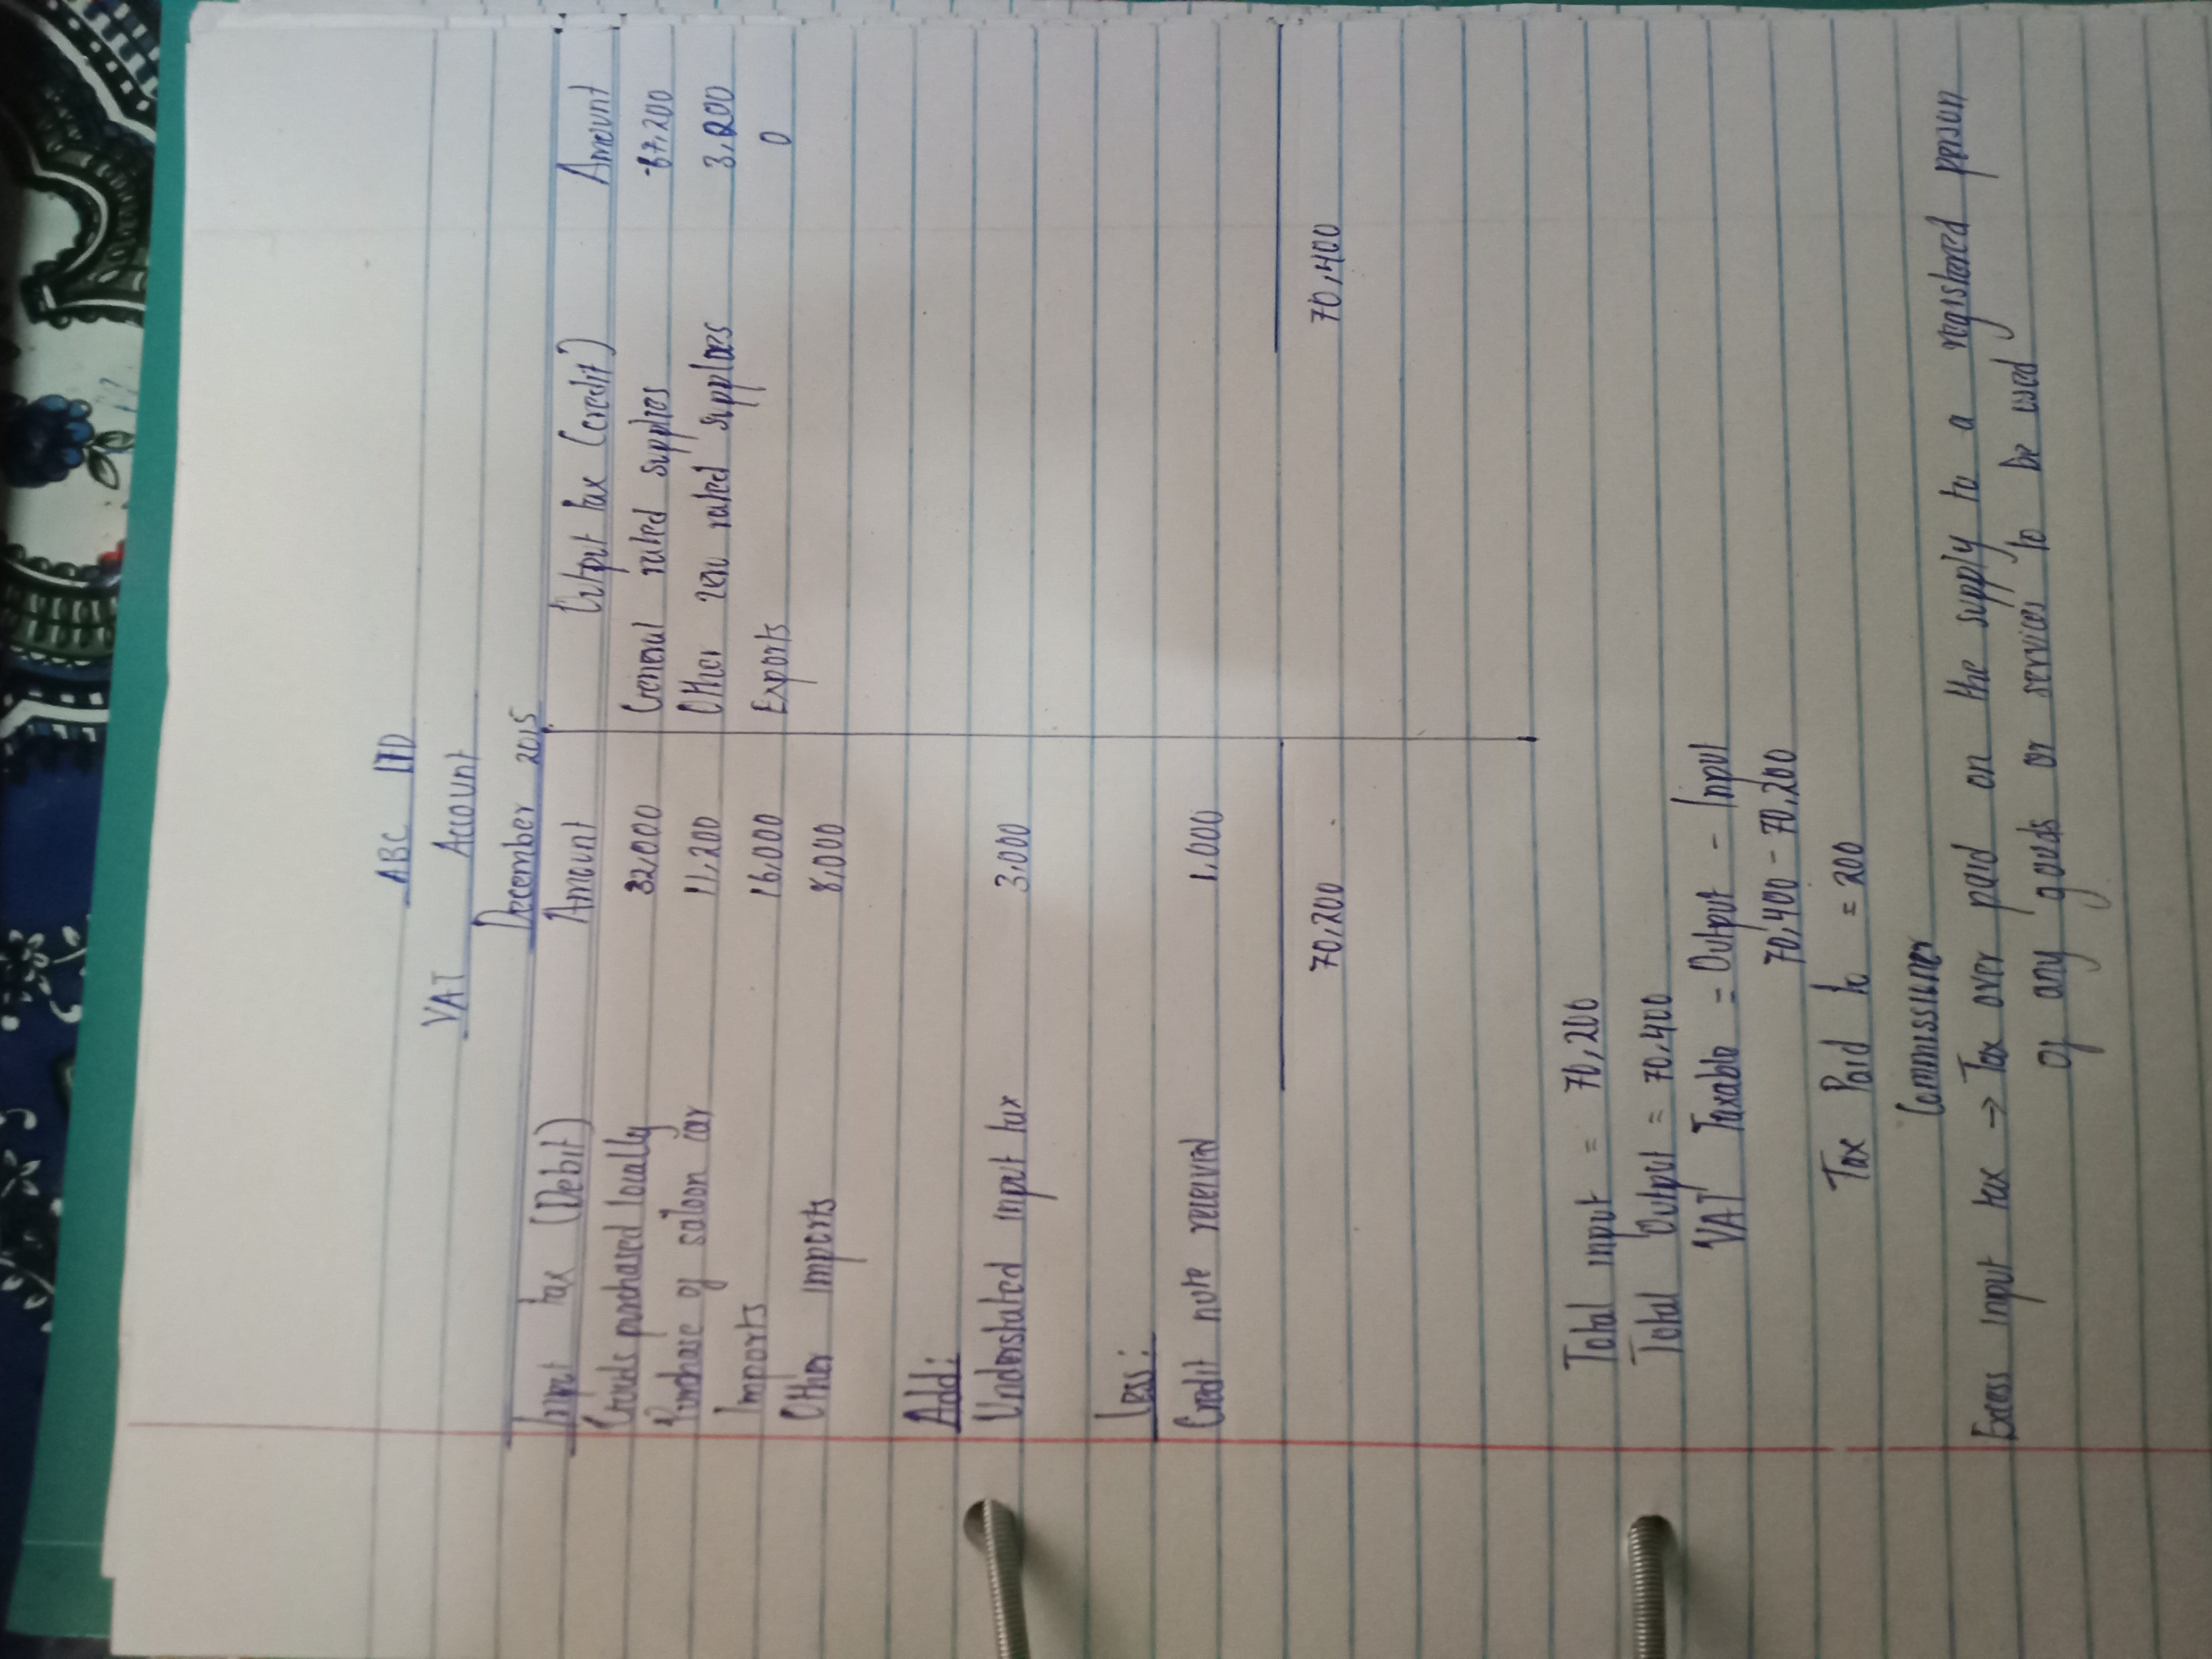 ABC LTD
VAT Account
December 2015
Input tax (Debit) Amount Output tax (credit) Amount
Goods purchased locally 32,000 General rated supplies 67,200
Purchase of saloon car 11,200 Other zero rated supplies 3,200
Imports 16,000 Exports 0
Other imports 8,000
Add:
Understated input tax 3,000
Less:
Credit note received 1,000
70,200 70,400
Total input = 70,200
Total Output = 70,400
VAT Taxable = Output - Input
70,400 - 70,200
Tax Paid to = 200
Commissioner
Excess input tax → Tax over paid on the supply to a registered person
of any goods or services to be used